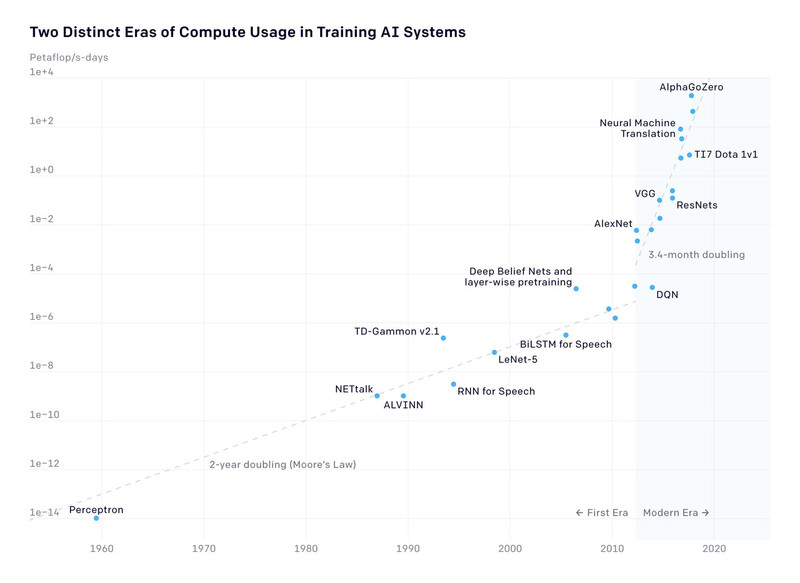 Two Distinct Eras of Compute Usage in Training AI Systems
Petaflop/s-days
1e+4
AlphaGoZero
1e+2
Neural Machine
Translation
TI7 Dota 1v1
1e+0
VGG
ResNets
1e-2
AlexNet
3.4-month doubling
1e-4
Deep Belief Nets and
layer-wise pretraining
DQN
1e-6
TD-Gammon v2.1
BiLSTM for Speech
LeNet-5
1e-8
NETtalk
RNN for Speech
ALVINN
1e-10
1e-12
2-year doubling (Moore's Law)
1e-14
Perceptron
← First Era
Modern Era →
1960
1970
1980
1990
2000
2010
2020